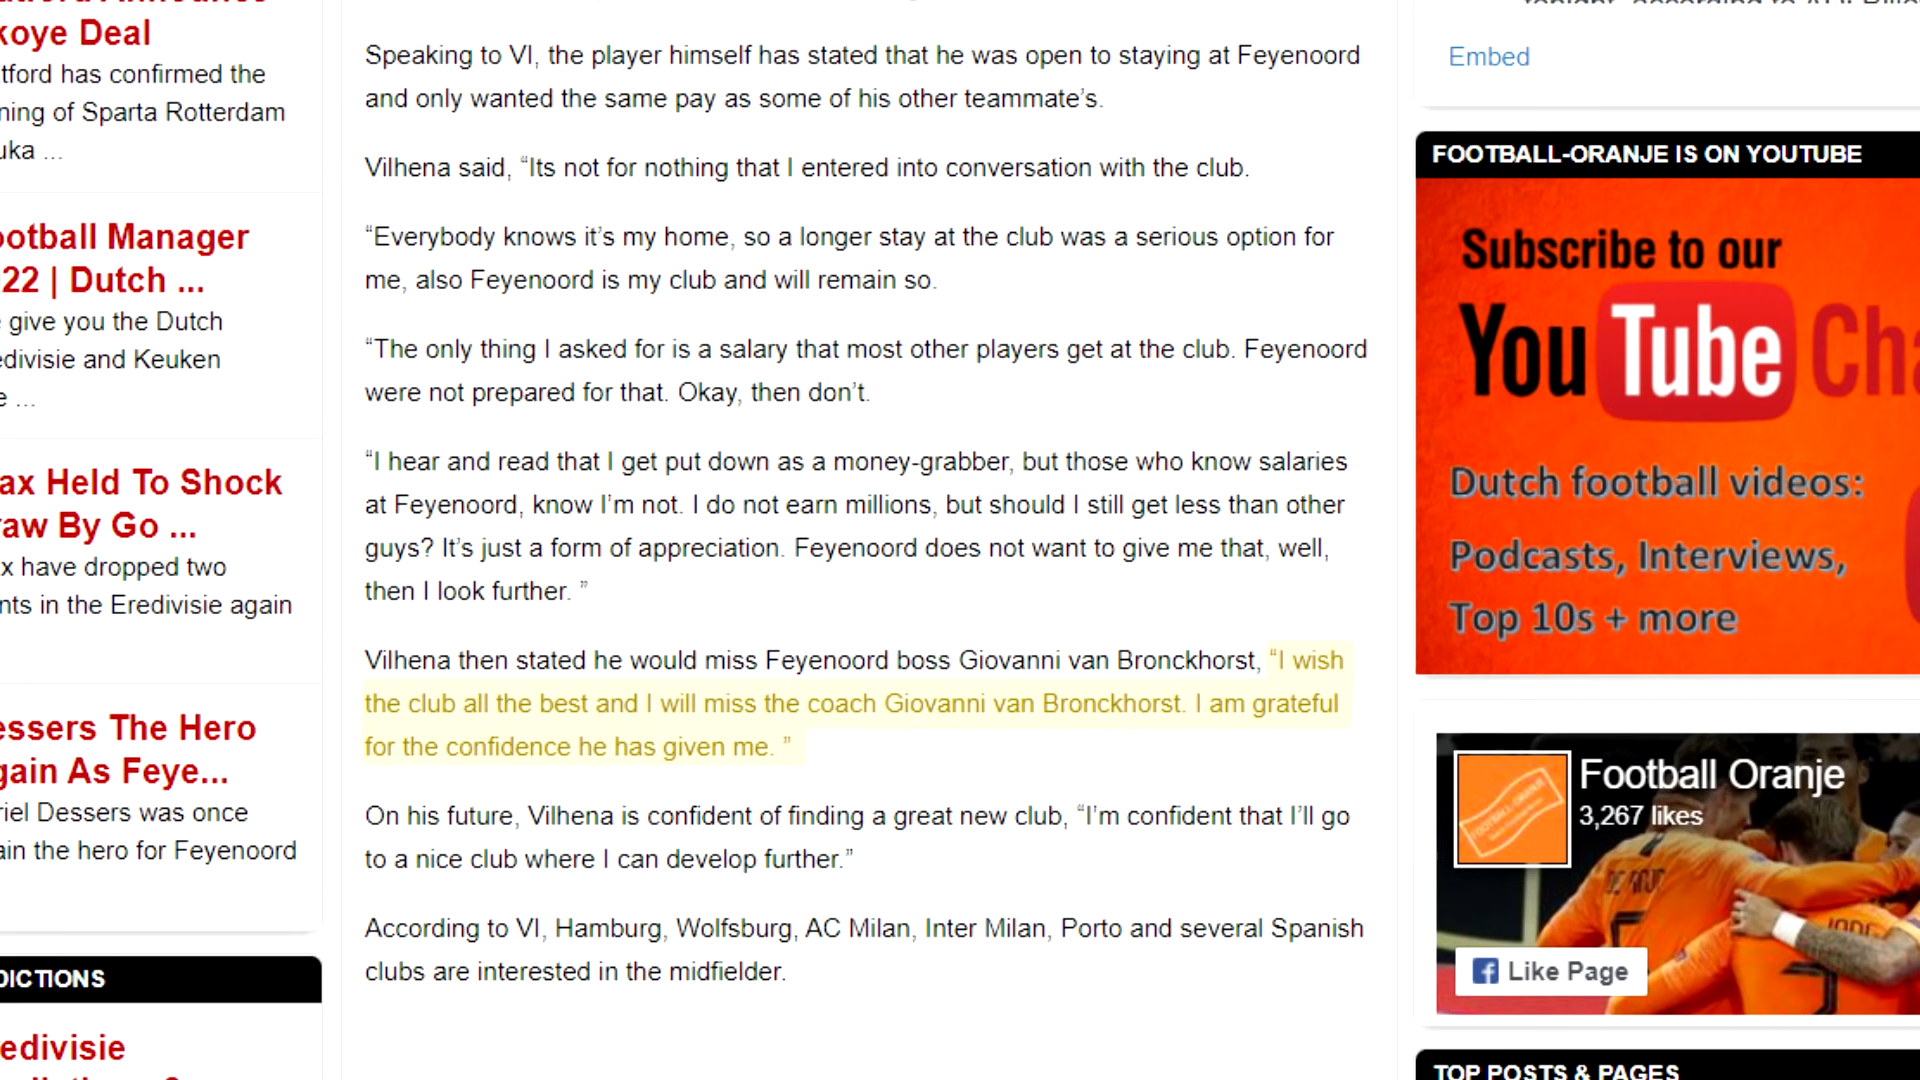 koye Deal
tford has confirmed the
ning of Sparta Rotterdam
uka ...
ootball Manager
22 | Dutch ...
give you the Dutch
edivisie and Keuken
e ...
ax Held To Shock
raw By Go ...
x have dropped two
nts in the Eredivisie again
essers The Hero
gain As Feye...
riel Dessers was once
ain the hero for Feyenoord
DICTIONS
edivisie
Speaking to VI, the player himself has stated that he was open to staying at Feyenoord
and only wanted the same pay as some of his other teammate’s.
Vilhena said, “Its not for nothing that I entered into conversation with the club.
“Everybody knows it’s my home, so a longer stay at the club was a serious option for
me, also Feyenoord is my club and will remain so.
“The only thing I asked for is a salary that most other players get at the club. Feyenoord
were not prepared for that. Okay, then don’t.
“I hear and read that I get put down as a money-grabber, but those who know salaries
at Feyenoord, know I’m not. I do not earn millions, but should I still get less than other
guys? It’s just a form of appreciation. Feyenoord does not want to give me that, well,
then I look further. ”
Vilhena then stated he would miss Feyenoord boss Giovanni van Bronckhorst, “I wish
the club all the best and I will miss the coach Giovanni van Bronckhorst. I am grateful
for the confidence he has given me. ”
On his future, Vilhena is confident of finding a great new club, “I’m confident that I’ll go
to a nice club where I can develop further.”
According to VI, Hamburg, Wolfsburg, AC Milan, Inter Milan, Porto and several Spanish
clubs are interested in the midfielder.
Embed
FOOTBALL-ORANJE IS ON YOUTUBE
Subscribe to our
YouTube Cha
Dutch football videos:
Podcasts, Interviews,
Top 10s + more
Football Oranje
3,267 likes
Like Page
TOP POSTS & PAGES